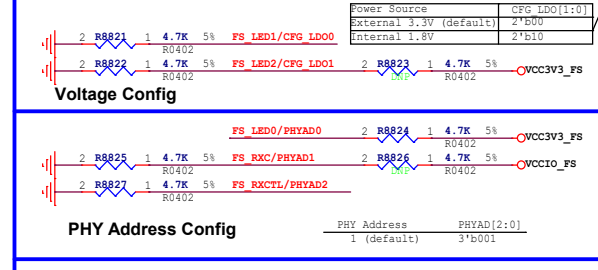 Power Source CFG_LDO[1:0]
External 3.3V (default) 2'b00
Internal 1.8V 2'b10
2 R8821 1 4.7K 5% FS_LED1/CFG_LDO0
R0402
2 R8822 1 4.7K 5% FS_LED2/CFG_LDO1 2 R8823 1 4.7K 5% VCC3V3_FS
R0402 DNP R0402
Voltage Config
FS_LED0/PHYAD0 2 R8824 1 4.7K 5% VCC3V3_FS
R0402
2 R8825 1 4.7K 5% FS_RXC/PHYAD1 2 R8826 1 4.7K 5% VCCIO_FS
R0402 DNP R0402
2 R8827 1 4.7K 5% FS_RXCTL/PHYAD2
R0402
PHY Address Config
PHY Address PHYAD[2:0]
1 (default) 3'b001